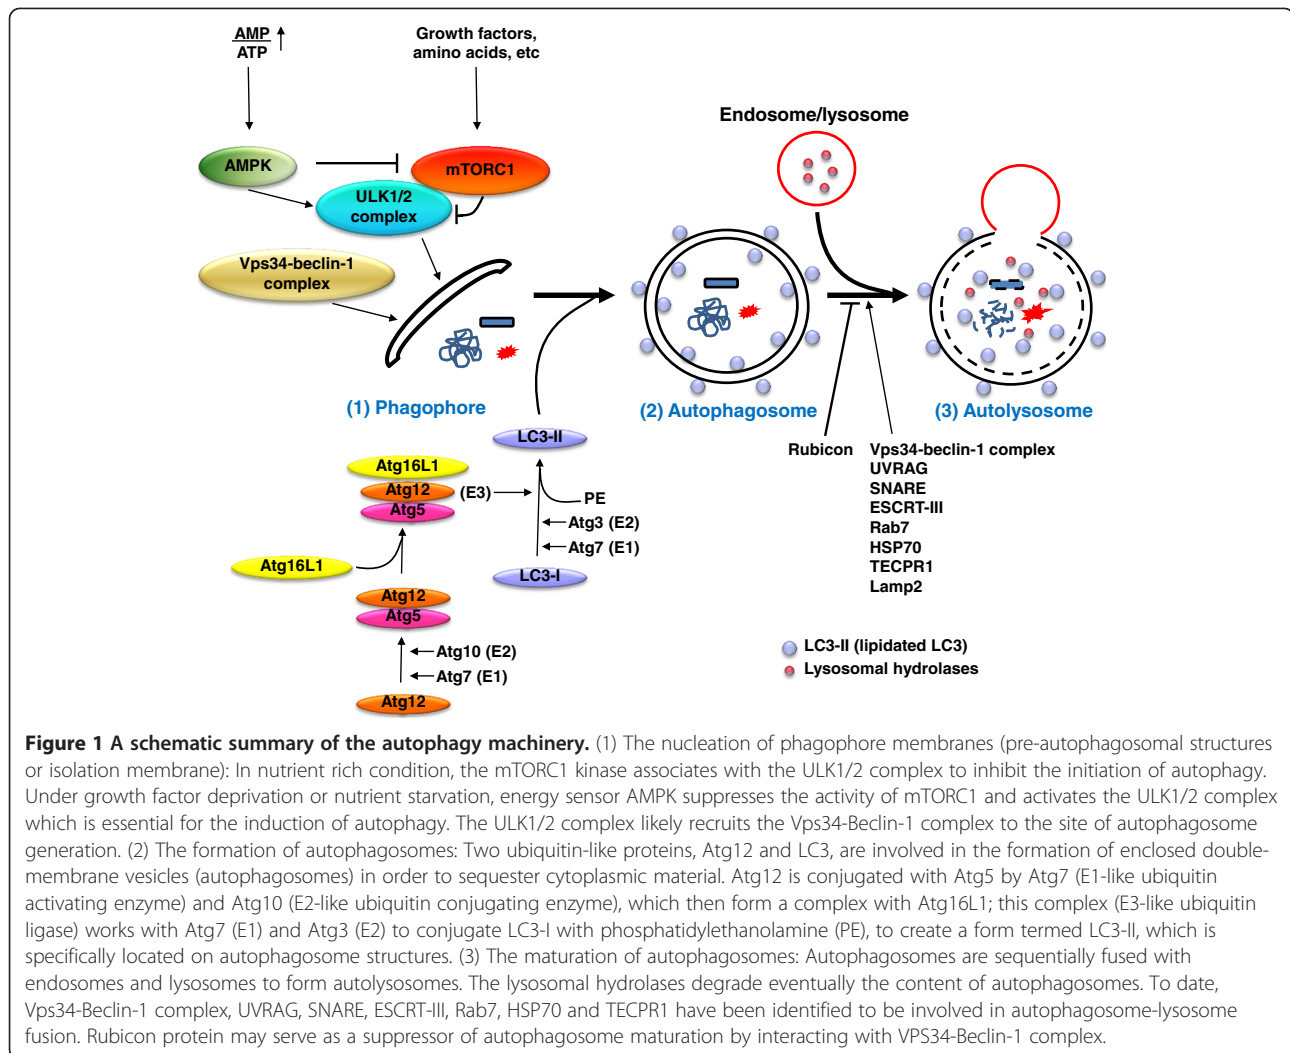 AMP
ATP
Growth factors,
amino acids, etc
Endosome/lysosome
AMPK
mTORC1
ULK1/2
complex
Vps34-beclin-1
complex
(1) Phagophore
(2) Autophagosome
(3) Autolysosome
LC3-II
Rubicon
Vps34-beclin-1 complex
UVRAG
SNARE
ESCRT-III
Rab7
HSP70
TECPR1
Lamp2
Atg16L1
Atg12
(E3)
Atg5
PE
Atg3 (E2)
Atg7 (E1)
Atg16L1
LC3-I
Atg12
Atg5
Atg10 (E2)
Atg7 (E1)
Atg12
LC3-II (lipidated LC3)
Lysosomal hydrolases
Figure 1 A schematic summary of the autophagy machinery. (1) The nucleation of phagophore membranes (pre-autophagosomal structures
or isolation membrane): In nutrient rich condition, the mTORC1 kinase associates with the ULK1/2 complex to inhibit the initiation of autophagy.
Under growth factor deprivation or nutrient starvation, energy sensor AMPK suppresses the activity of mTORC1 and activates the ULK1/2 complex
which is essential for the induction of autophagy. The ULK1/2 complex likely recruits the Vps34-Beclin-1 complex to the site of autophagosome
generation. (2) The formation of autophagosomes: Two ubiquitin-like proteins, Atg12 and LC3, are involved in the formation of enclosed double-
membrane vesicles (autophagosomes) in order to sequester cytoplasmic material. Atg12 is conjugated with Atg5 by Atg7 (E1-like ubiquitin
activating enzyme) and Atg10 (E2-like ubiquitin conjugating enzyme), which then form a complex with Atg16L1; this complex (E3-like ubiquitin
ligase) works with Atg7 (E1) and Atg3 (E2) to conjugate LC3-I with phosphatidylethanolamine (PE), to create a form termed LC3-II, which is
specifically located on autophagosome structures. (3) The maturation of autophagosomes: Autophagosomes are sequentially fused with
endosomes and lysosomes to form autolysosomes. The lysosomal hydrolases degrade eventually the content of autophagosomes. To date,
Vps34-Beclin-1 complex, UVRAG, SNARE, ESCRT-III, Rab7, HSP70 and TECPR1 have been identified to be involved in autophagosome-lysosome
fusion. Rubicon protein may serve as a suppressor of autophagosome maturation by interacting with VPS34-Beclin-1 complex.